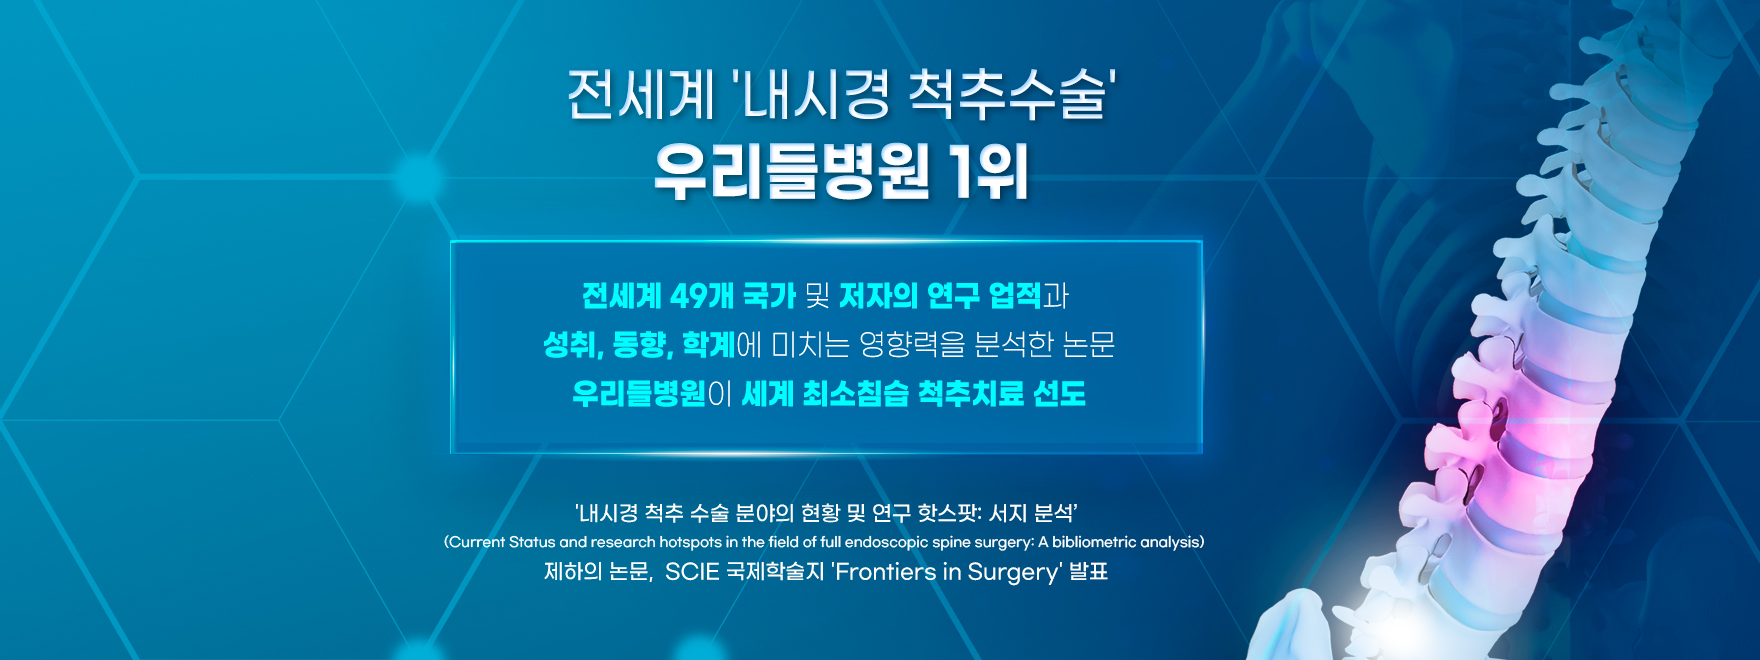 전세계 '내시경 척추수술'
우리들병원 1위
전세계 49개 국가 및 저자의 연구 업적과
성취, 동향, 학계에 미치는 영향력을 분석한 논문
우리들병원이 세계 최소침습 척추치료 선도
'내시경 척추 수술 분야의 현황 및 연구 핫스팟: 서지 분석’
(Current Status and research hotspots in the field of full endoscopic spine surgery: A bibliometric analysis)
제하의 논문, SCIE 국제학술지 'Frontiers in Surgery' 발표